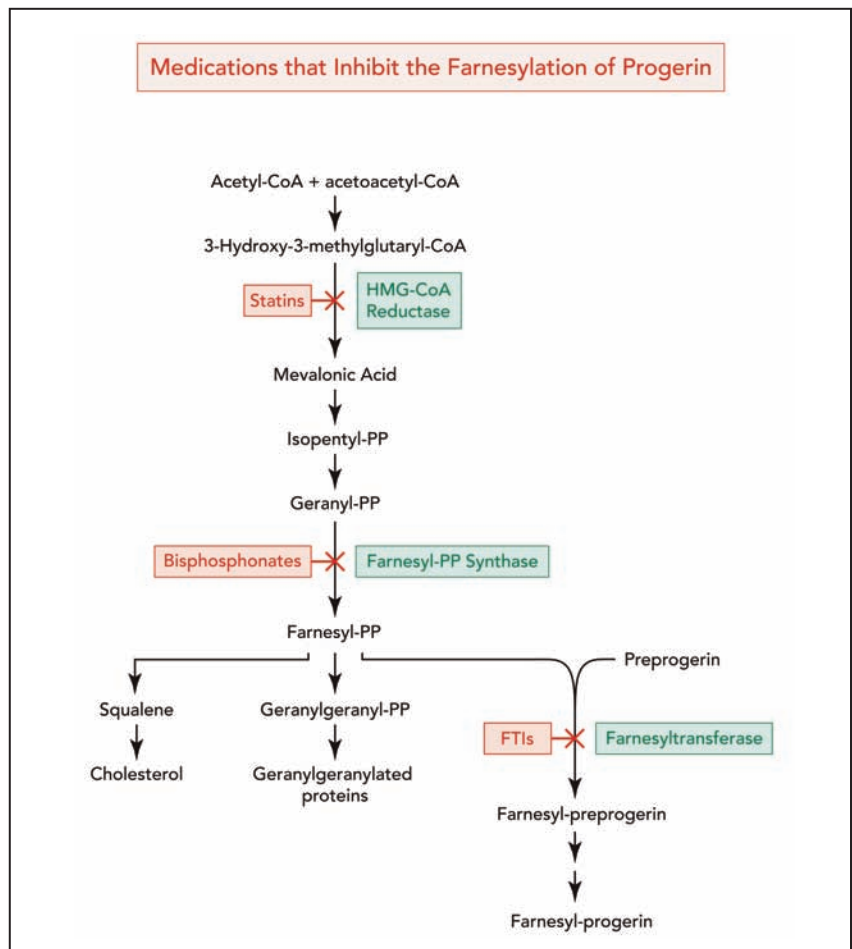 Medications that Inhibit the Farnesylation of Progerin
Acetyl-CoA + acetoacetyl-CoA
3-Hydroxy-3-methylglutaryl-CoA
Statins
HMG-CoA
Reductase
Mevalonic Acid
Isopentyl-PP
Geranyl-PP
Bisphosphonates
Farnesyl-PP Synthase
Farnesyl-PP
Preprogerin
Squalene
Geranylgeranyl-PP
FTIs
Farnesyltransferase
Cholesterol
Geranylgeranylated
proteins
Farnesyl-preprogerin
Farnesyl-progerin